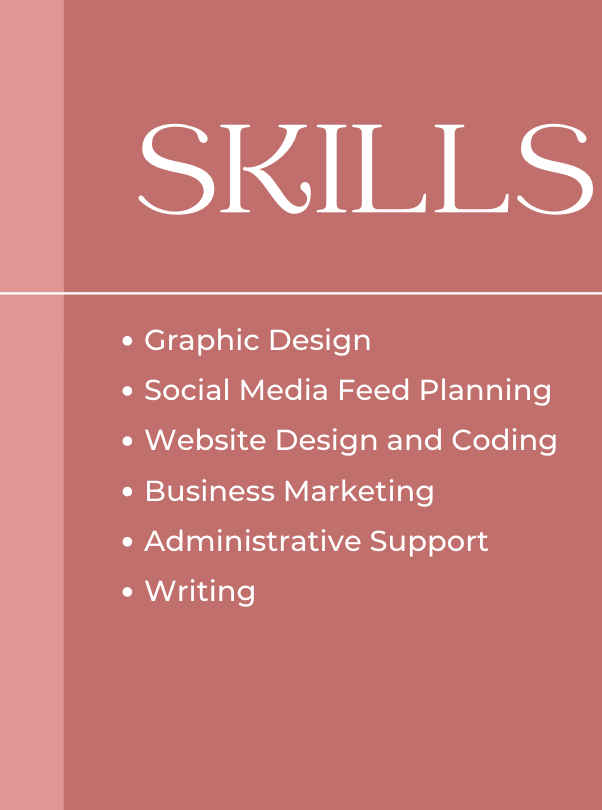 SKILLS
• Graphic Design
• Social Media Feed Planning
• Website Design and Coding
• Business Marketing
• Administrative Support
• Writing